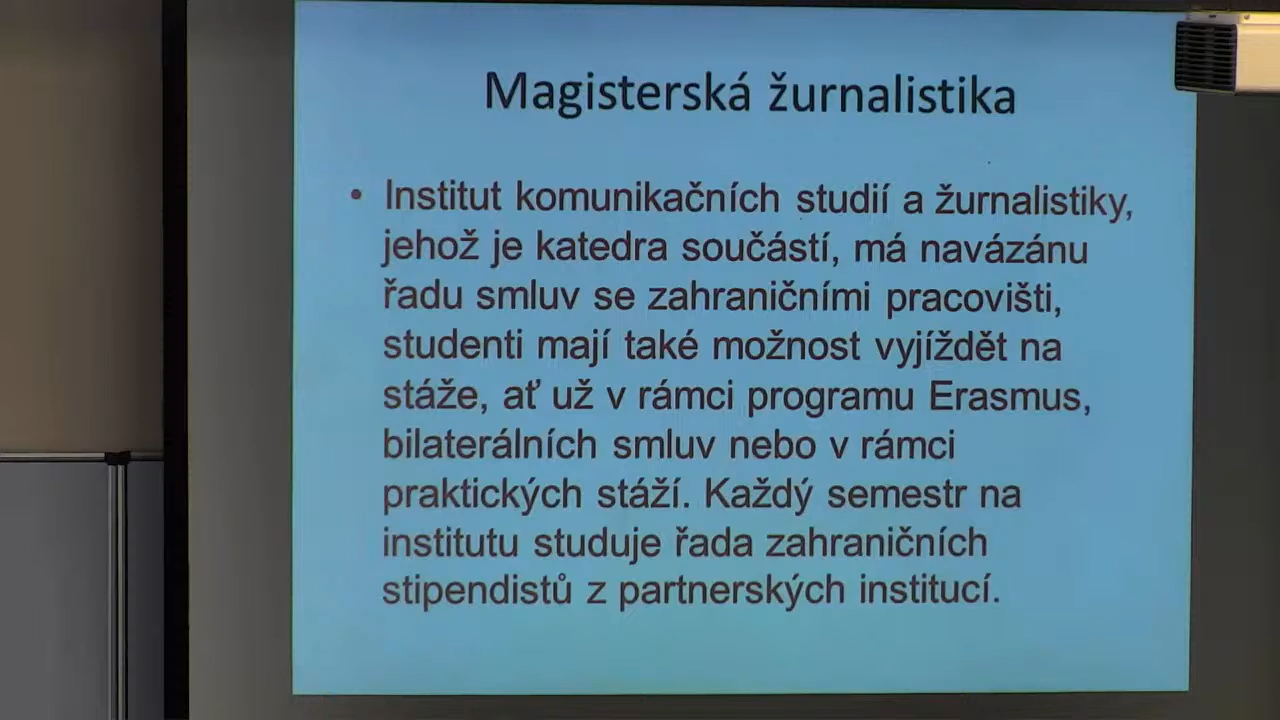 Magisterská žurnalistika
• Institut komunikačních studií a žurnalistiky,
jehož je katedra součástí, má navázánu
řadu smluv se zahraničními pracovišti,
studenti mají také možnost vyjíždět na
stáže, ať už v rámci programu Erasmus,
bilaterálních smluv nebo v rámci
praktických stáží. Každý semestr na
institutu studuje řada zahraničních
stipendistů z partnerských institucí.